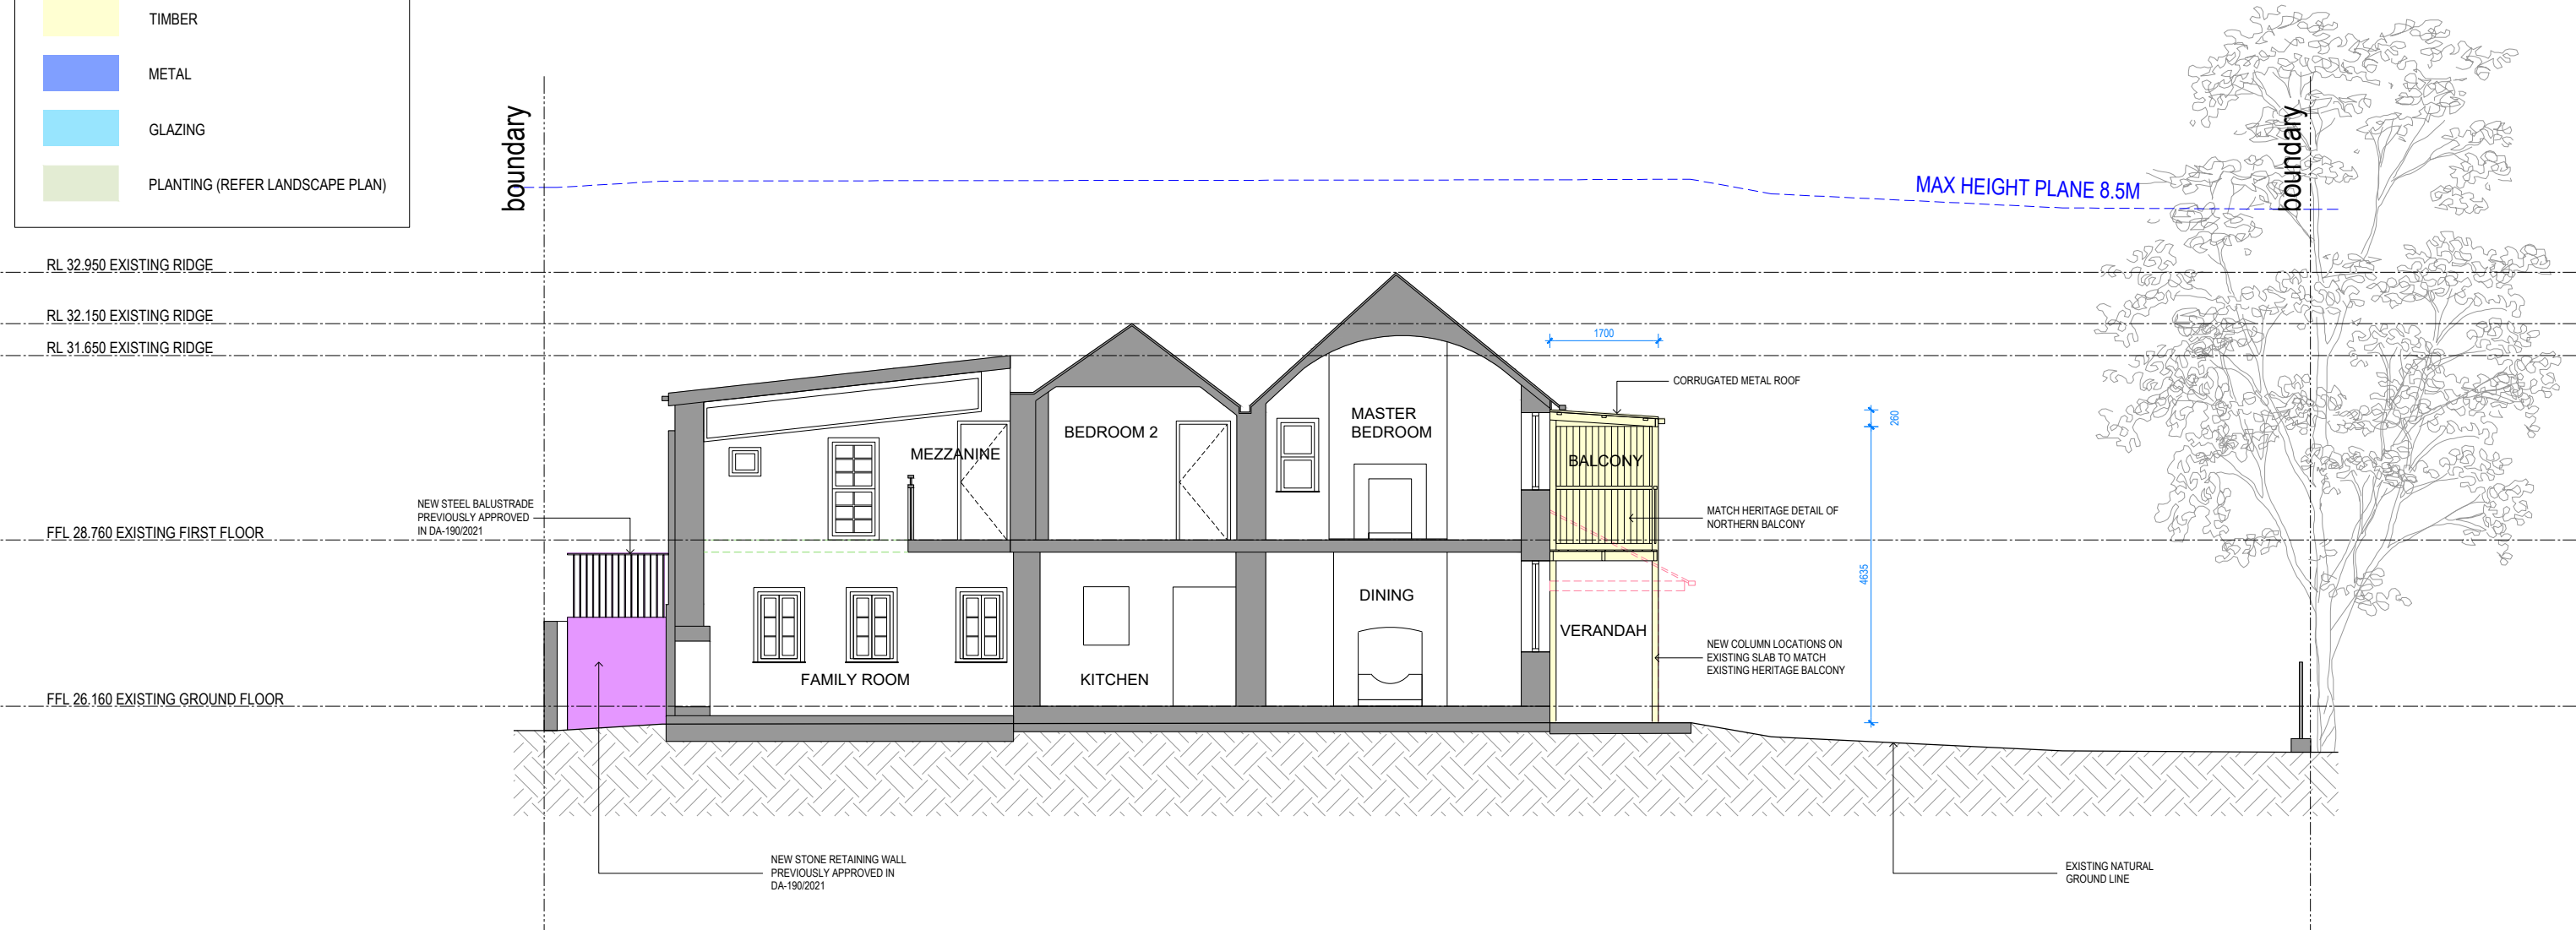 TIMBER
METAL
GLAZING
PLANTING (REFER LANDSCAPE PLAN)
boundary
boundary
MAX HEIGHT PLANE 8.5M
RL 32.950 EXISTING RIDGE
RL 32.150 EXISTING RIDGE
RL 31.650 EXISTING RIDGE
1700
CORRUGATED METAL ROOF
260
MASTER
BEDROOM
BEDROOM 2
MEZZANINE
BALCONY
NEW STEEL BALUSTRADE
PREVIOUSLY APPROVED
IN DA-190/2021
MATCH HERITAGE DETAIL OF
NORTHERN BALCONY
FFL 28.760 EXISTING FIRST FLOOR
4635
DINING
VERANDAH
NEW COLUMN LOCATIONS ON
EXISTING SLAB TO MATCH
EXISTING HERITAGE BALCONY
FAMILY ROOM
KITCHEN
FFL 26.160 EXISTING GROUND FLOOR
NEW STONE RETAINING WALL
PREVIOUSLY APPROVED IN
DA-190/2021
EXISTING NATURAL
GROUND LINE